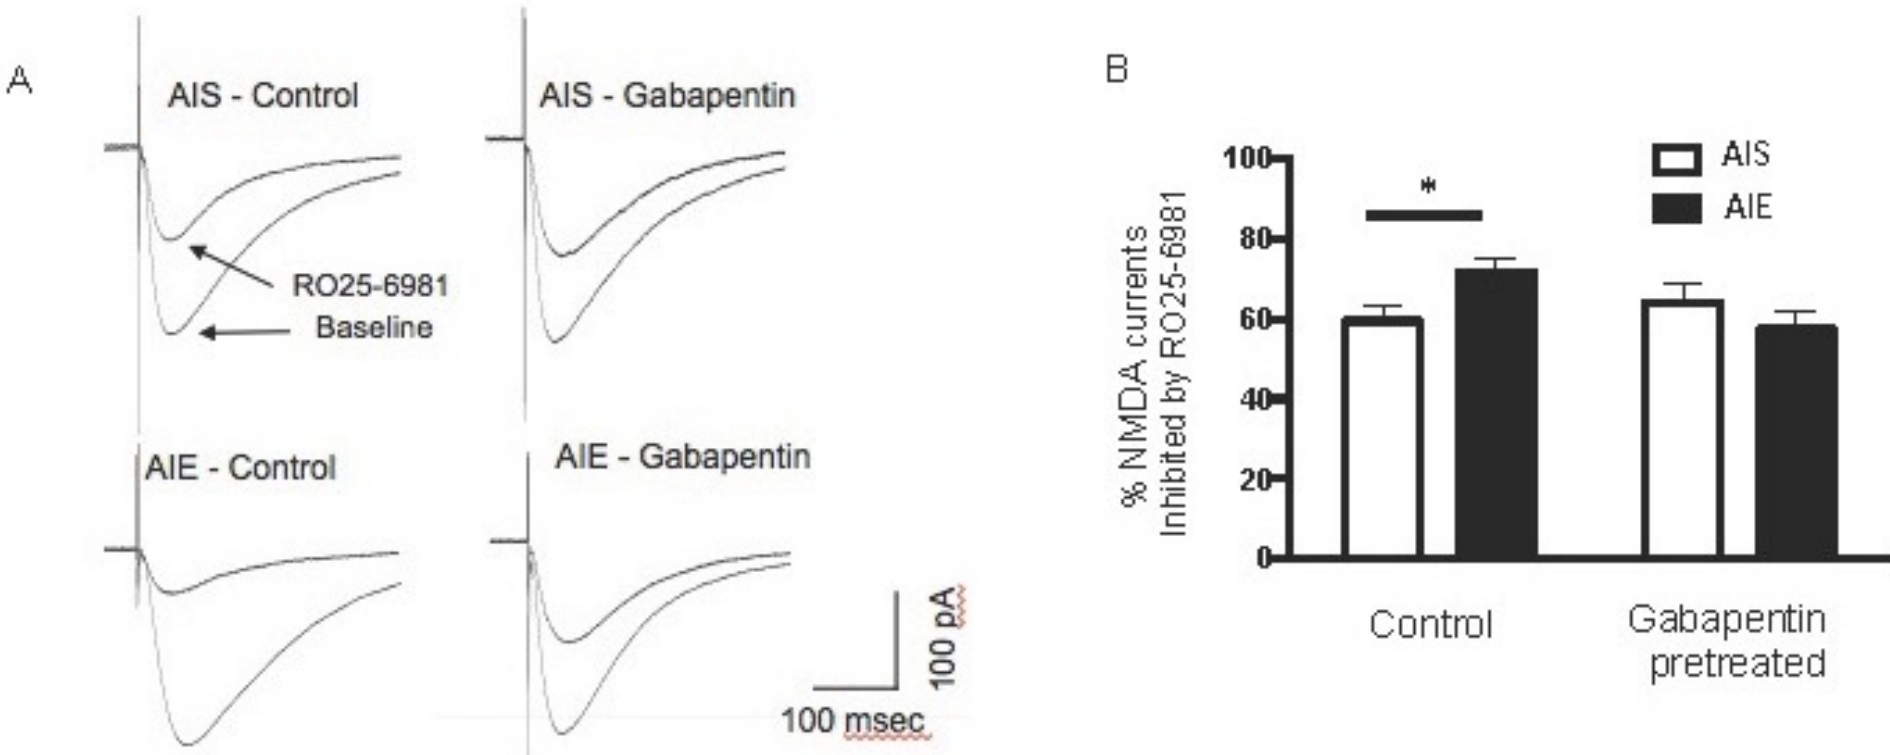 A
AIS - Control
AIS - Gabapentin
RO25-6981
Baseline
AIE - Control
AIE - Gabapentin
100 pA
100 msec
B
% NMDA currents
Inhibited by RO25-6981
100
80
60
40
20
0
*
AIS
AIE
Control
Gabapentin
pretreated